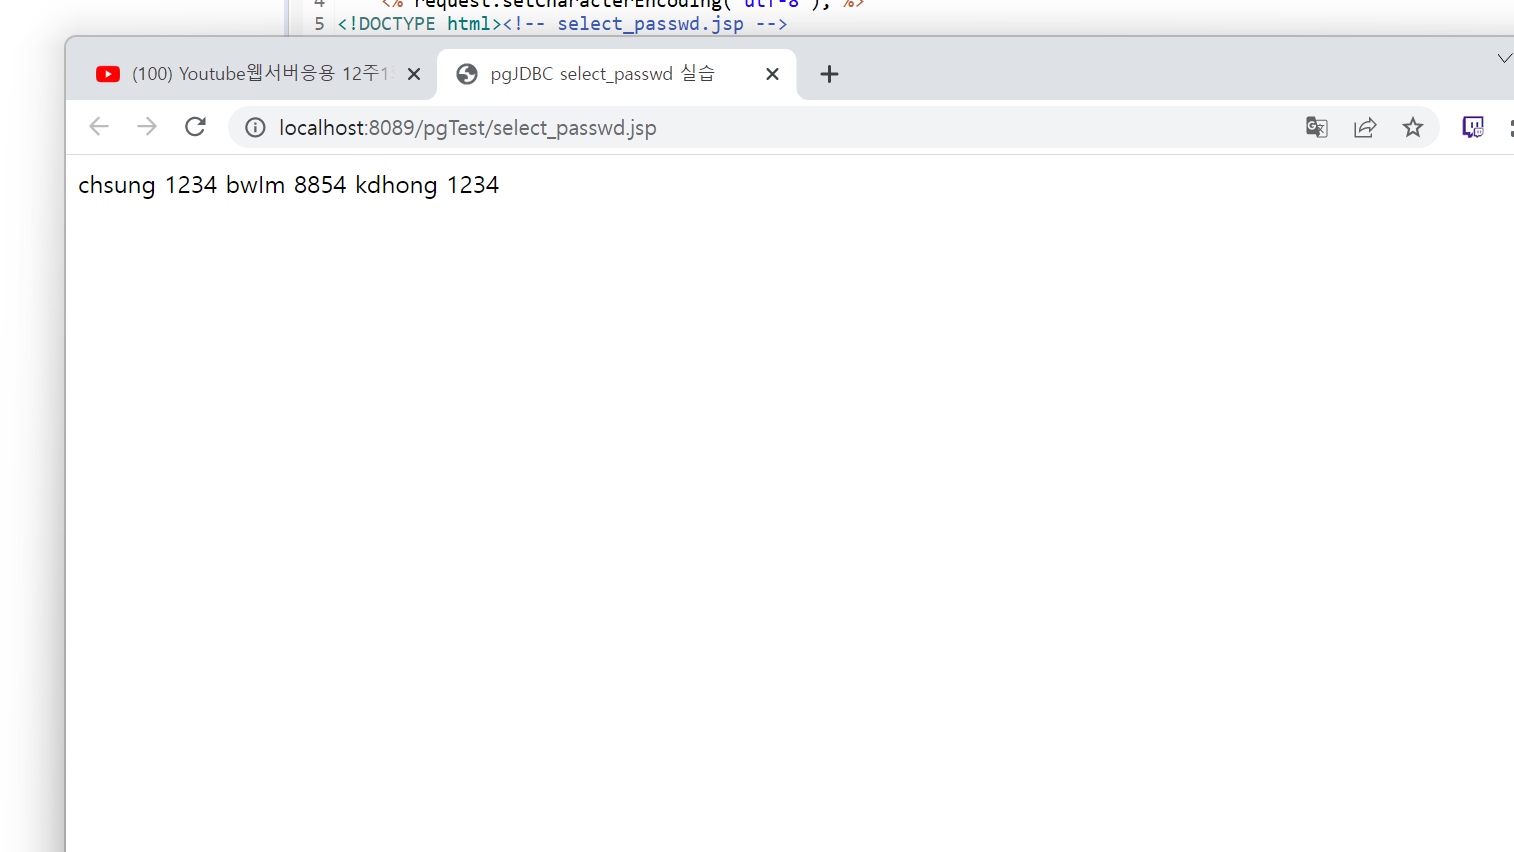 4 <% request.setCharacterEncoding("utf-8"); %>
5 <!DOCTYPE html><!-- select_passwd.jsp -->
(100) Youtube웹서버응용 12주1
pgJDBC select_passwd 실습
localhost:8089/pgTest/select_passwd.jsp
chsung 1234 bwlm 8854 kdhong 1234